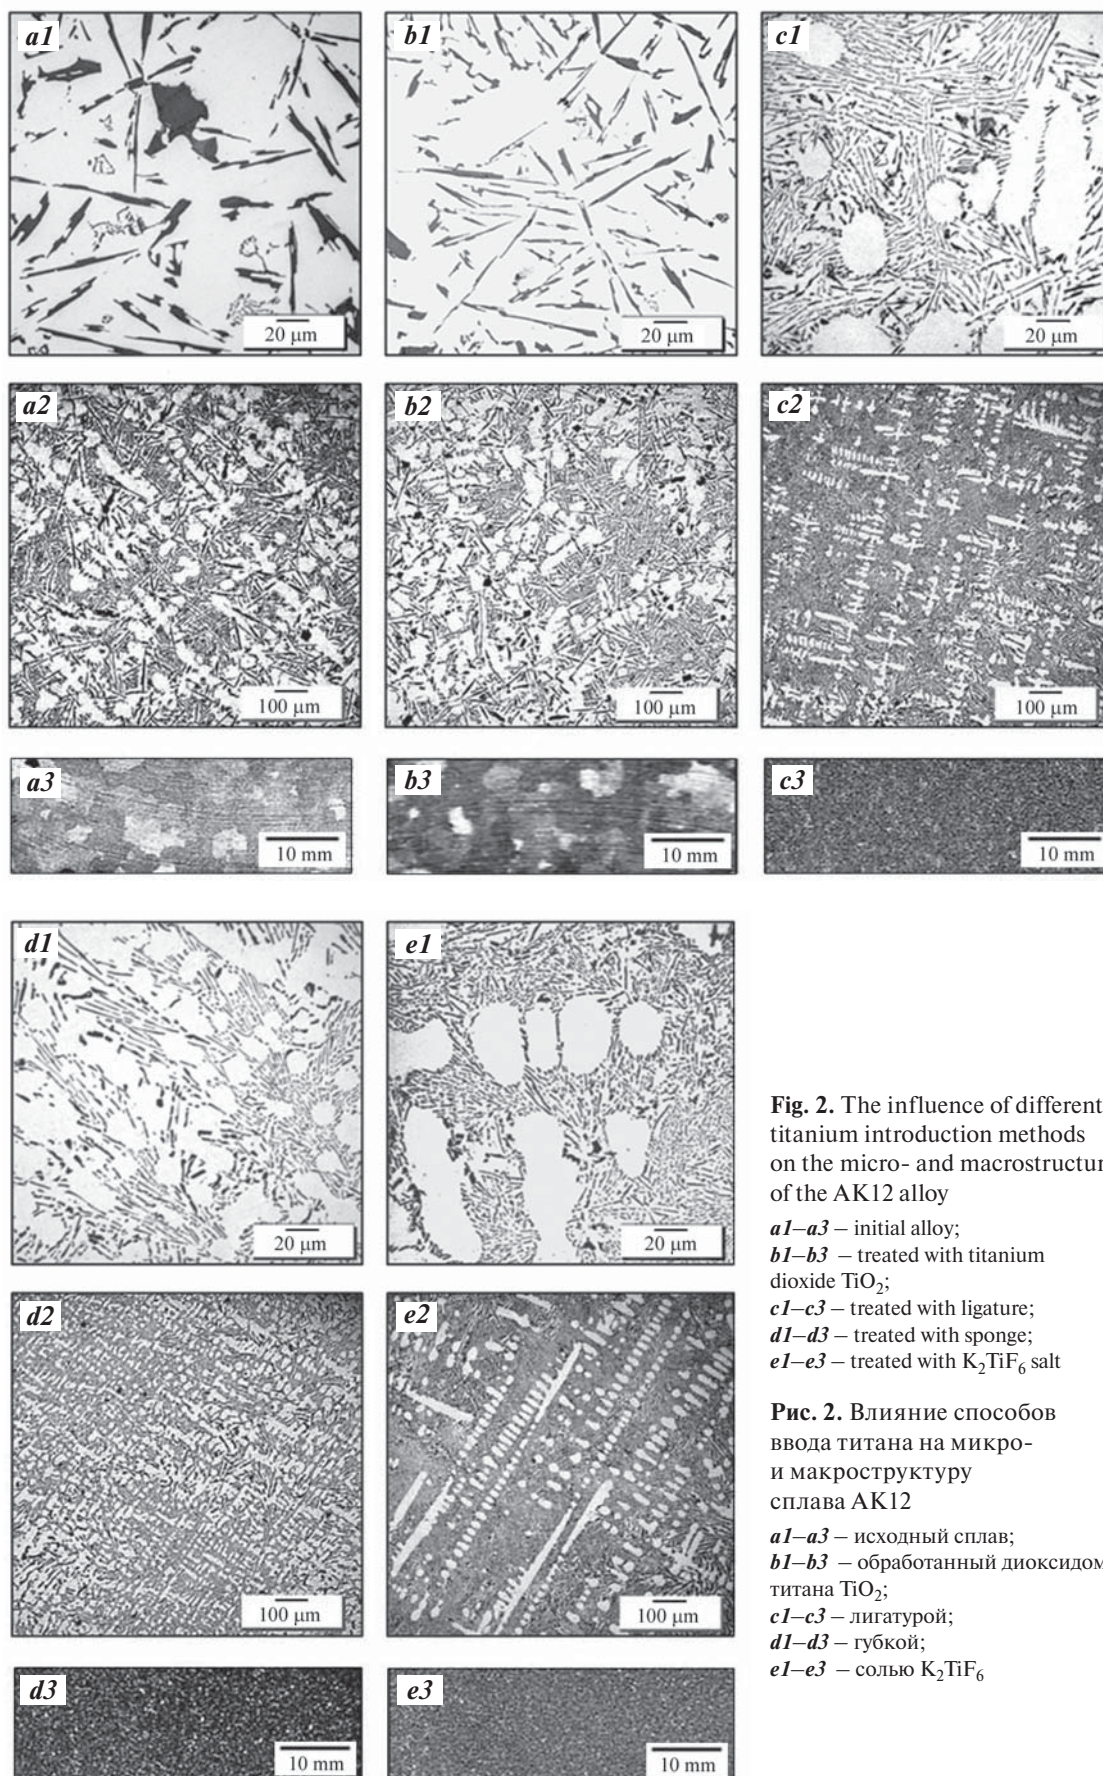 a1
b1
c1
20 μm
20 μm
20 μm
a2
b2
c2
100 μm
100 μm
100 μm
a3
b3
c3
10 mm
10 mm
10 mm
d1
e1
20 μm
20 μm
d2
e2
100 μm
100 μm
d3
e3
10 mm
10 mm
Fig. 2. The influence of different
titanium introduction methods
on the micro- and macrostructur
of the AK12 alloy
a1–a3 – initial alloy;
b1–b3 – treated with titanium
dioxide TiO₂;
c1–c3 – treated with ligature;
d1–d3 – treated with sponge;
e1–e3 – treated with K₂TiF₆ salt
Рис. 2. Влияние способов
ввода титана на микро-
и макроструктуру
сплава АК12
a1–a3 – исходный сплав;
b1–b3 – обработанный диоксидом
титана TiO₂;
c1–c3 – лигатурой;
d1–d3 – губкой;
e1–e3 – солью K₂TiF₆